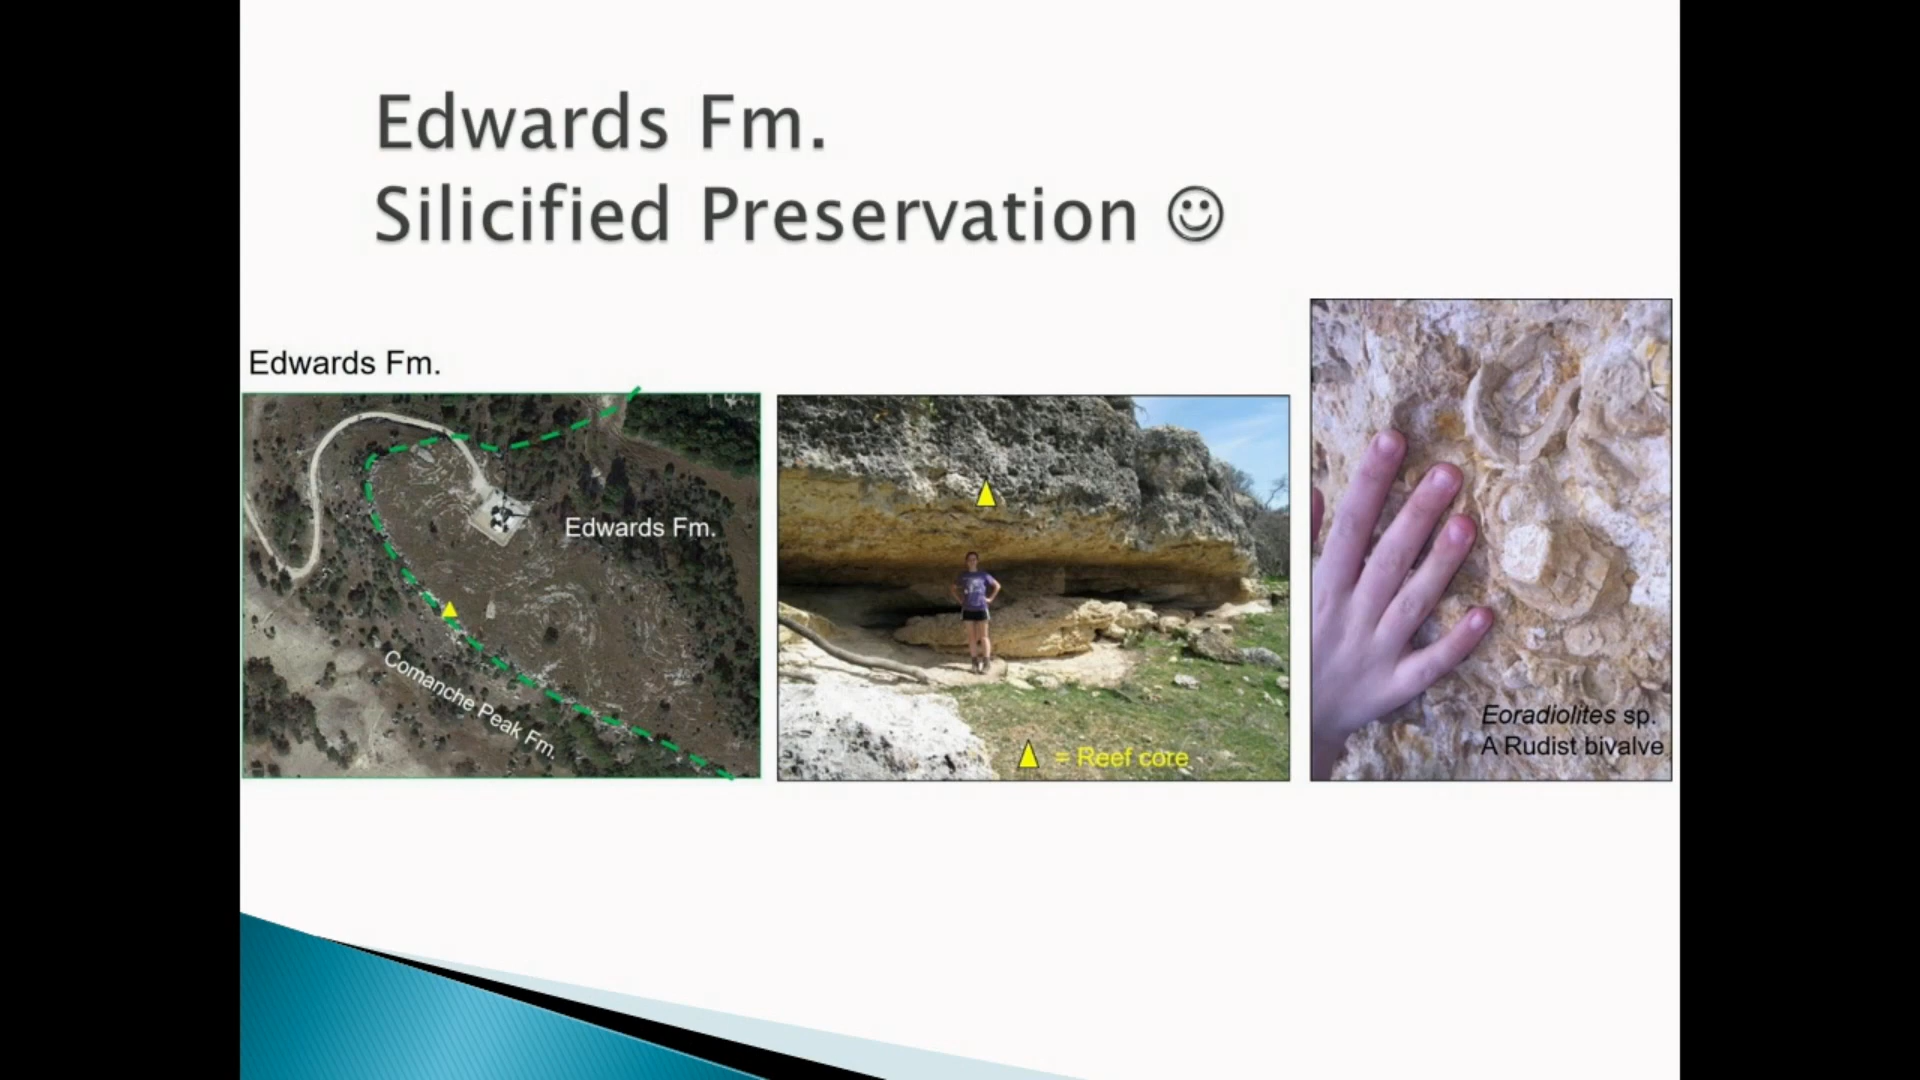 Edwards Fm.
Silicified Preservation ☺
Edwards Fm.
Edwards Fm.
Comanche Peak Fm.
= Reef core
Eoradiolites sp.
A Rudist bivalve